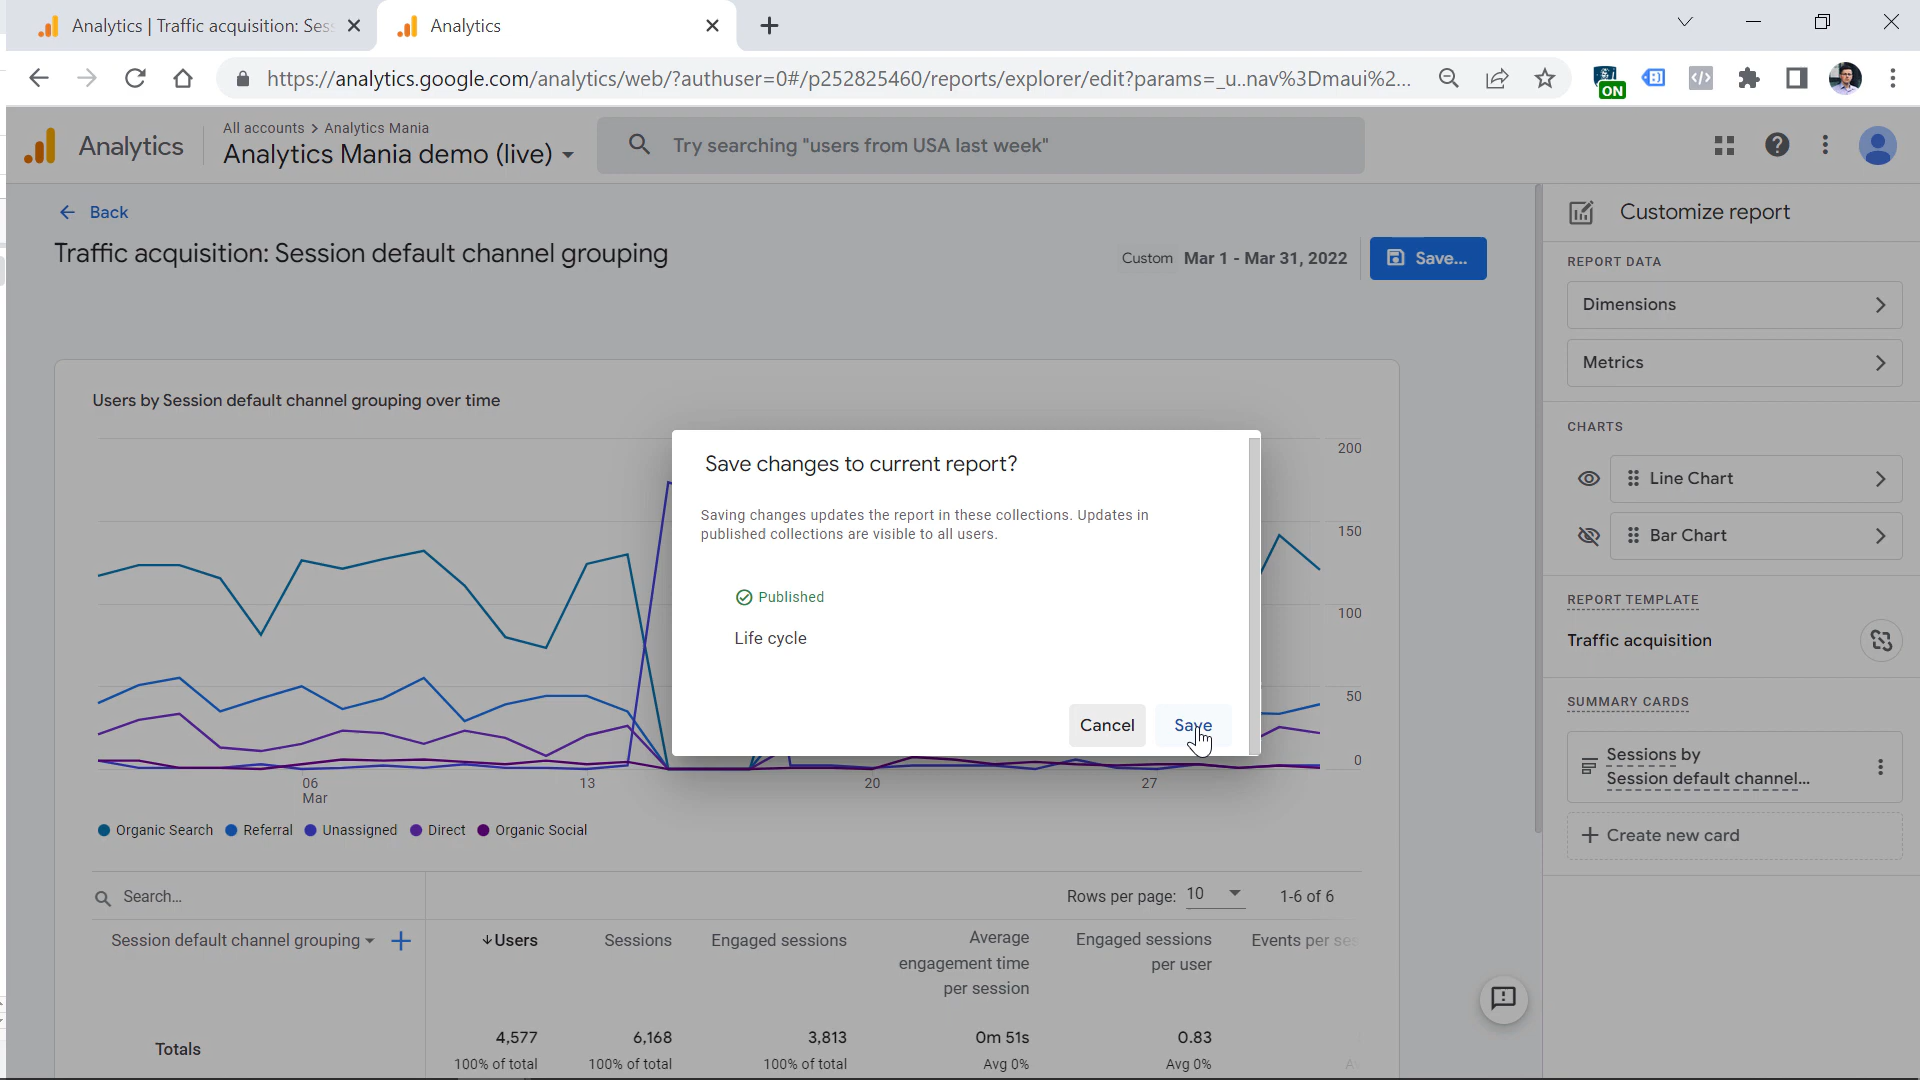 Analytics | Traffic acquisition: Ses
Analytics
https://analytics.google.com/analytics/web/?authuser=0#/p252825460/reports/explorer/edit?params=_u..nav%3Dmaui%2...
ON
Analytics
All accounts > Analytics Mania
Analytics Mania demo (live)
Try searching "users from USA last week"
Back
Traffic acquisition: Session default channel grouping
Custom Mar 1 - Mar 31, 2022
Save...
Users by Session default channel grouping over time
200
150
100
50
0
06
Mar
13
20
27
Organic Search Referral Unassigned Direct Organic Social
Save changes to current report?
Saving changes updates the report in these collections. Updates in
published collections are visible to all users.
Published
Life cycle
Cancel
Save
Search...
Rows per page: 10 1-6 of 6
Session default channel grouping
Users
Sessions
Engaged sessions
Average
engagement time
per session
Engaged sessions
per user
Events per ses
Totals
4,577
100% of total
6,168
100% of total
3,813
100% of total
0m 51s
Avg 0%
0.83
Avg 0%
Customize report
REPORT DATA
Dimensions
Metrics
CHARTS
Line Chart
Bar Chart
REPORT TEMPLATE
Traffic acquisition
SUMMARY CARDS
Sessions by
Session default channel...
Create new card